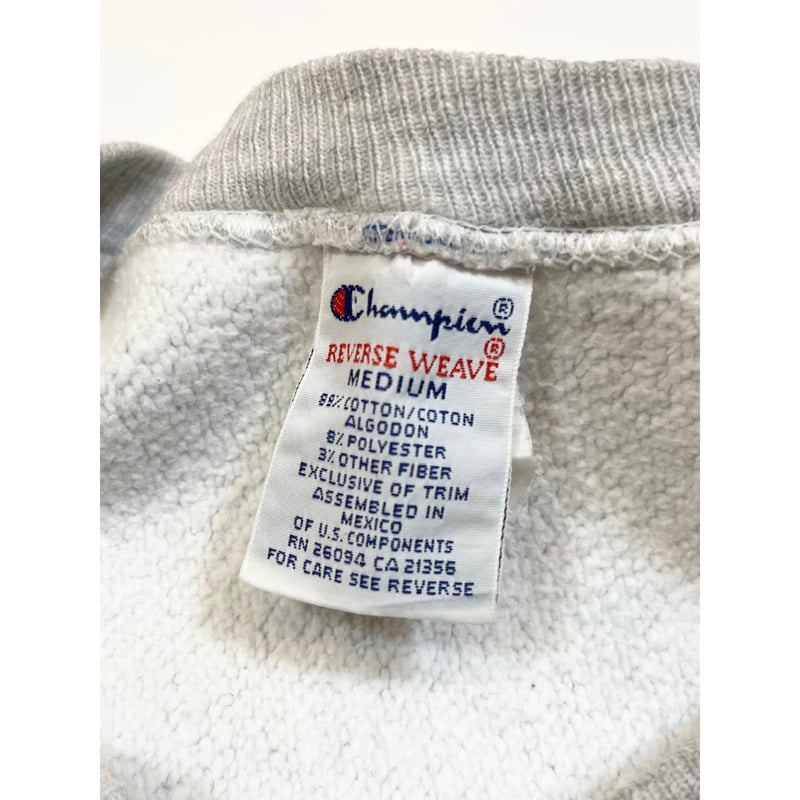 Champion®
REVERSE WEAVE®
MEDIUM
89% COTTON/COTON
ALGODON
8% POLYESTER
3% OTHER FIBER
EXCLUSIVE OF TRIM
ASSEMBLED IN
MEXICO
OF U.S. COMPONENTS
RN 26094 CA 21356
FOR CARE SEE REVERSE